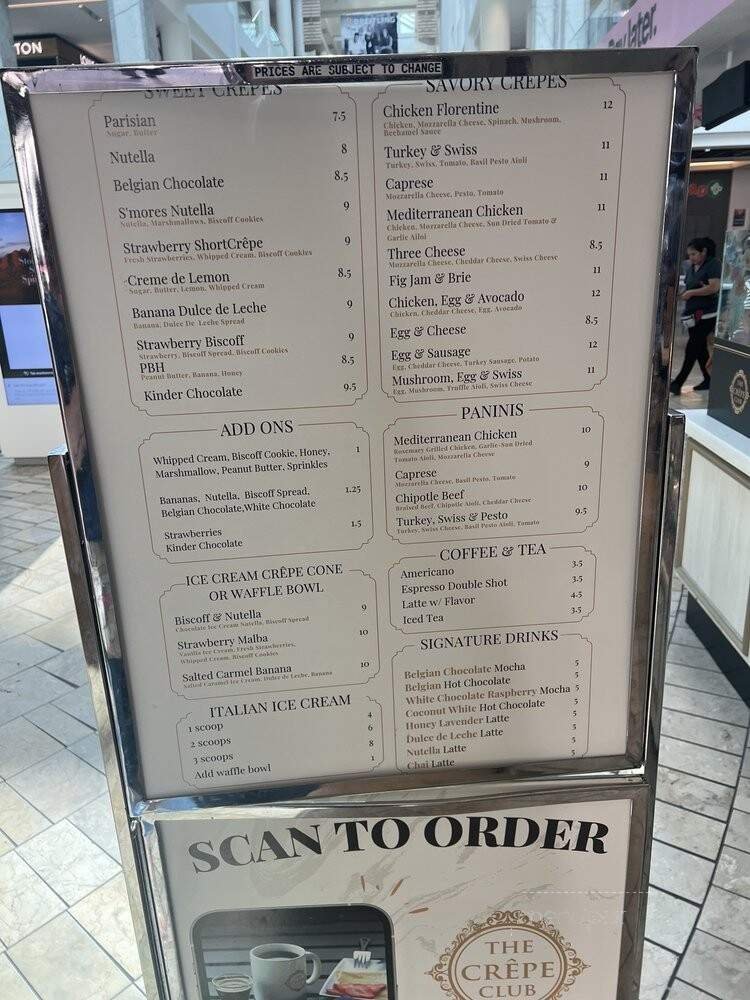 TON
BREITLING
Pay later.
PRICES ARE SUBJECT TO CHANGE
SWEET CREPES
Parisian 7.5
Sugar, Butter
Nutella 8
Belgian Chocolate 8,5
S'mores Nutella 9
Nutella, Marshmallows, Biscoff Cookies
Strawberry ShortCrêpe 9
Fresh Strawberries, Whipped Cream, Biscoff Cookies
Creme de Lemon 8.5
Sugar, Butter, Lemon, Whipped Cream
Banana Dulce de Leche 9
Banana, Dulce De Leche Spread
Strawberry Biscoff 9
Strawberry, Biscoff Spread, Biscoff Cookies
PBH 8.5
Peanut Butter, Banana, Honey
Kinder Chocolate 9.5
ADD ONS
Whipped Cream, Biscoff Cookie, Honey, 1
Marshmallow, Peanut Butter, Sprinkles
Bananas, Nutella, Biscoff Spread, 1.25
Belgian Chocolate,White Chocolate
Strawberries 1.5
Kinder Chocolate
ICE CREAM CRÊPE CONE
OR WAFFLE BOWL
Biscoff & Nutella 9
Chocolate Ice Cream Nutella, Biscoff Spread
Strawberry Malba 10
Vanilla Ice Cream, Fresh Strascherries,
Whipped Cream, Biscoff Cookies
Salted Carmel Banana 10
Salted Caramel Ice Cream, Dulce de Leche, Banana
ITALIAN ICE CREAM
1 scoop 4
2 scoops 6
3 scoops 8
Add waffle bowl 1
SAVORY CREPES
Chicken Florentine 12
Chicken, Mozzarella Cheese, Spinach, Mushroom,
Bechamel Sauce
Turkey & Swiss 11
Turkey, Swiss, Tomato, Basil Pesto Aioli
Caprese 11
Mozzarella Cheese, Pesto, Tomato
Mediterranean Chicken 11
Chicken, Mozzarella Cheese, Sun Dried Tomato &
Garlic Ailoi
Three Cheese 8.5
Mozzarella Cheese, Cheddar Cheese, Swiss Cheese
Fig Jam & Brie 11
Chicken, Egg & Avocado 12
Chicken, Cheddar Cheese, Egg, Avocado
Egg & Cheese 8.5
Egg & Sausage 12
Egg, Cheddar Cheese, Turkey Sausage, Potato
Mushroom, Egg & Swiss 11
Egg, Mushroom, Truffle Aioli, Swiss Cheese
PANINIS
Mediterranean Chicken 10
Rosemary Grilled Chicken, Garlic-Sun Dried
Tomato Aioli, Mozzarella Cheese
Caprese 9
Mozzarella Cheese, Basil Pesto, Tomato
Chipotle Beef 10
Braised Beef, Chipotle Aioli, Cheddar Cheese
Turkey, Swiss & Pesto 9.5
Turkey, Swiss Cheese, Basil Pesto Aioli, Tomato
COFFEE & TEA
Americano 3.5
Espresso Double Shot 3.5
Latte w/ Flavor 4.5
Iced Tea 3.5
SIGNATURE DRINKS
Belgian Chocolate Mocha 5
Belgian Hot Chocolate 5
White Chocolate Raspberry Mocha 5
Coconut White Hot Chocolate 5
Honey Lavender Latte 5
Dulce de Leche Latte 5
Nutella Latte 5
Chai Latte 5
SCAN TO ORDER
THE
CRÊPE
CLUB